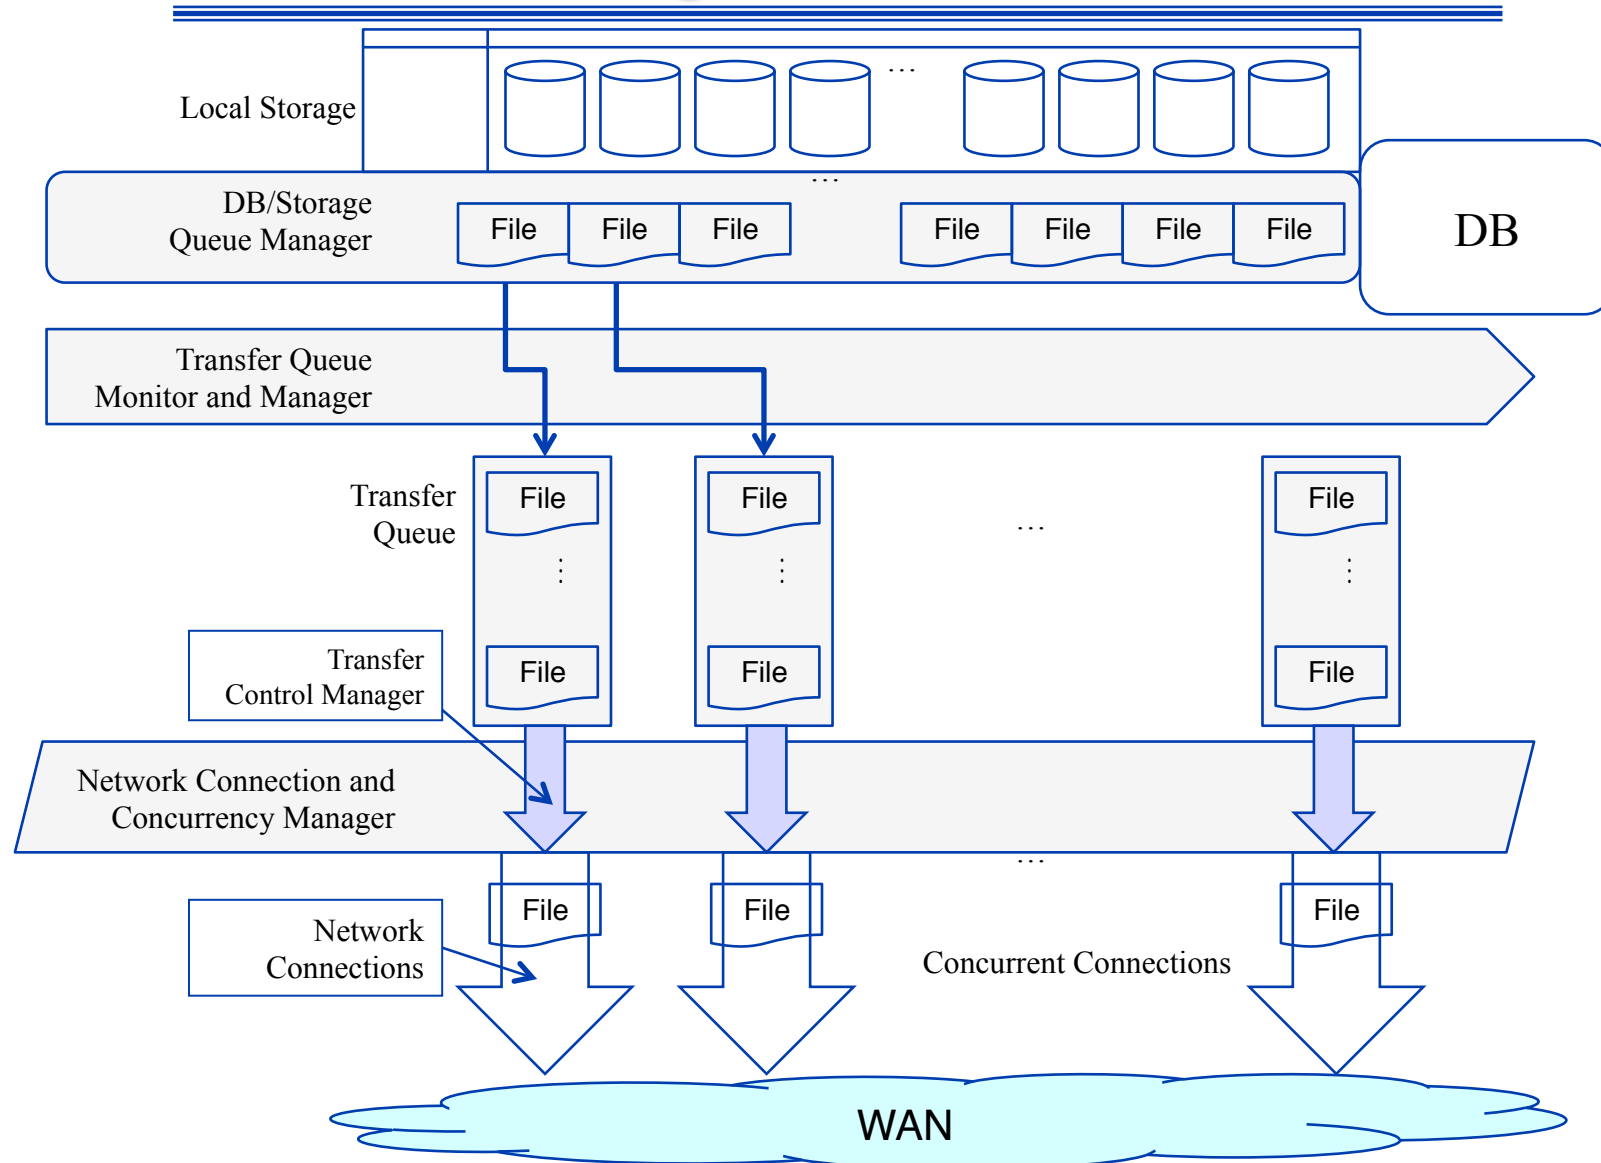 …
Local Storage
…
DB/Storage
Queue Manager
File File File File File File File
DB
Transfer Queue
Monitor and Manager
Transfer
Queue
File File … File
⋮ ⋮ ⋮
Transfer
Control Manager
File File File
Network Connection and
Concurrency Manager
…
File File File
Network
Connections
Concurrent Connections
WAN